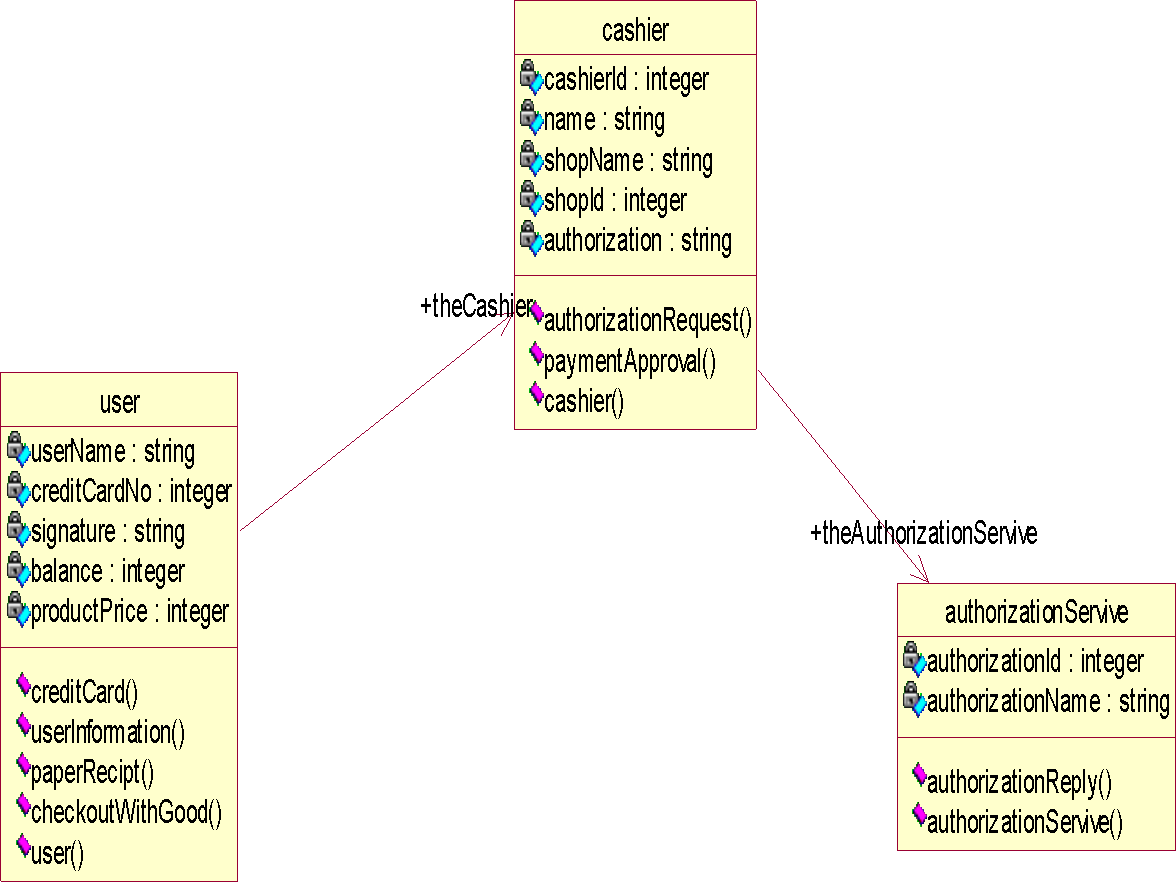 cashier
cashierId : integer
name : string
shopName : string
shopId : integer
authorization : string
authorizationRequest()
paymentApproval()
cashier()
+theCashier
user
userName : string
creditCardNo : integer
signature : string
balance : integer
productPrice : integer
creditCard()
userInformation()
paperRecipt()
checkoutWithGood()
user()
+theAuthorizationServive
authorizationServive
authorizationId : integer
authorizationName : string
authorizationReply()
authorizationServive()